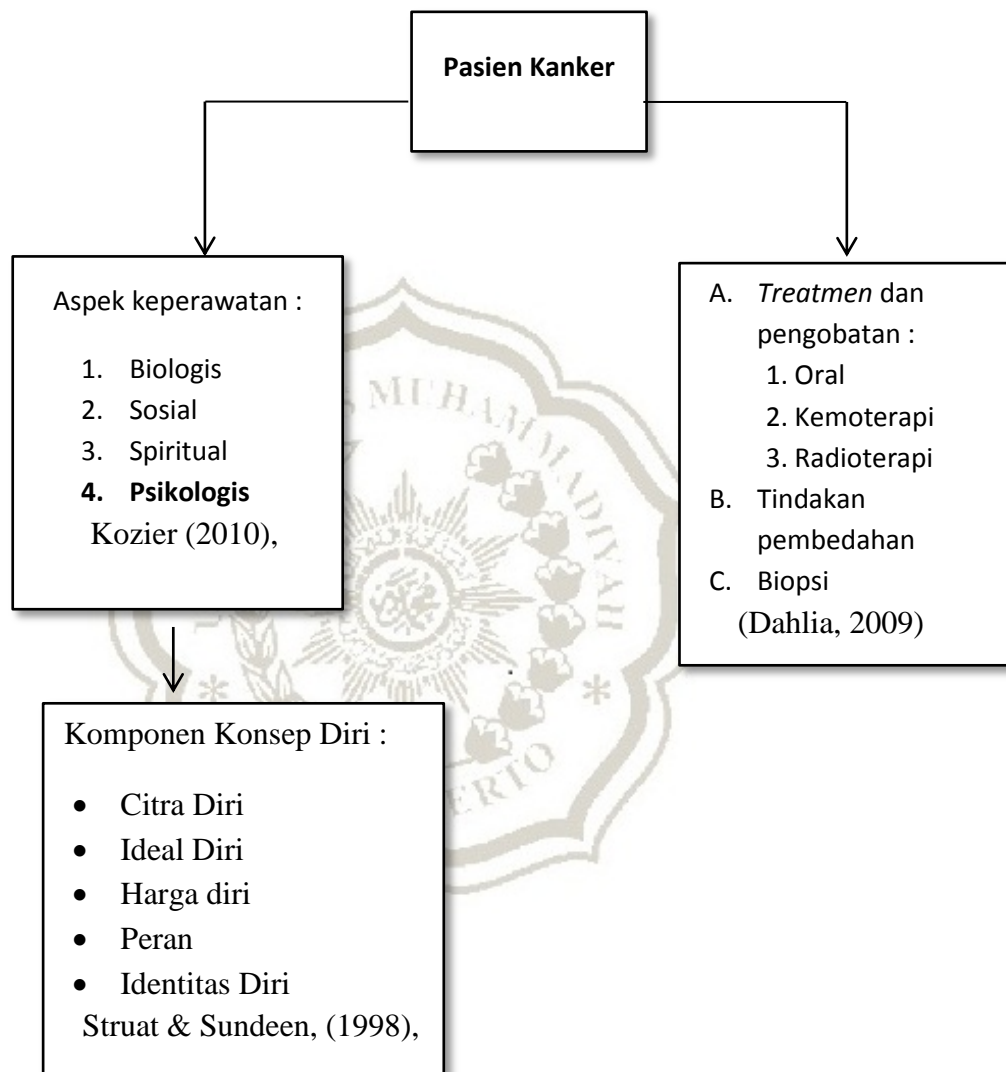 Pasien Kanker
Aspek keperawatan :
1. Biologis
2. Sosial
3. Spiritual
4. Psikologis
Kozier (2010),
A. Treatmen dan
pengobatan :
1. Oral
2. Kemoterapi
3. Radioterapi
B. Tindakan
pembedahan
C. Biopsi
(Dahlia, 2009)
Komponen Konsep Diri :
• Citra Diri
• Ideal Diri
• Harga diri
• Peran
• Identitas Diri
Struat & Sundeen, (1998),
MUHAMMADIYAH